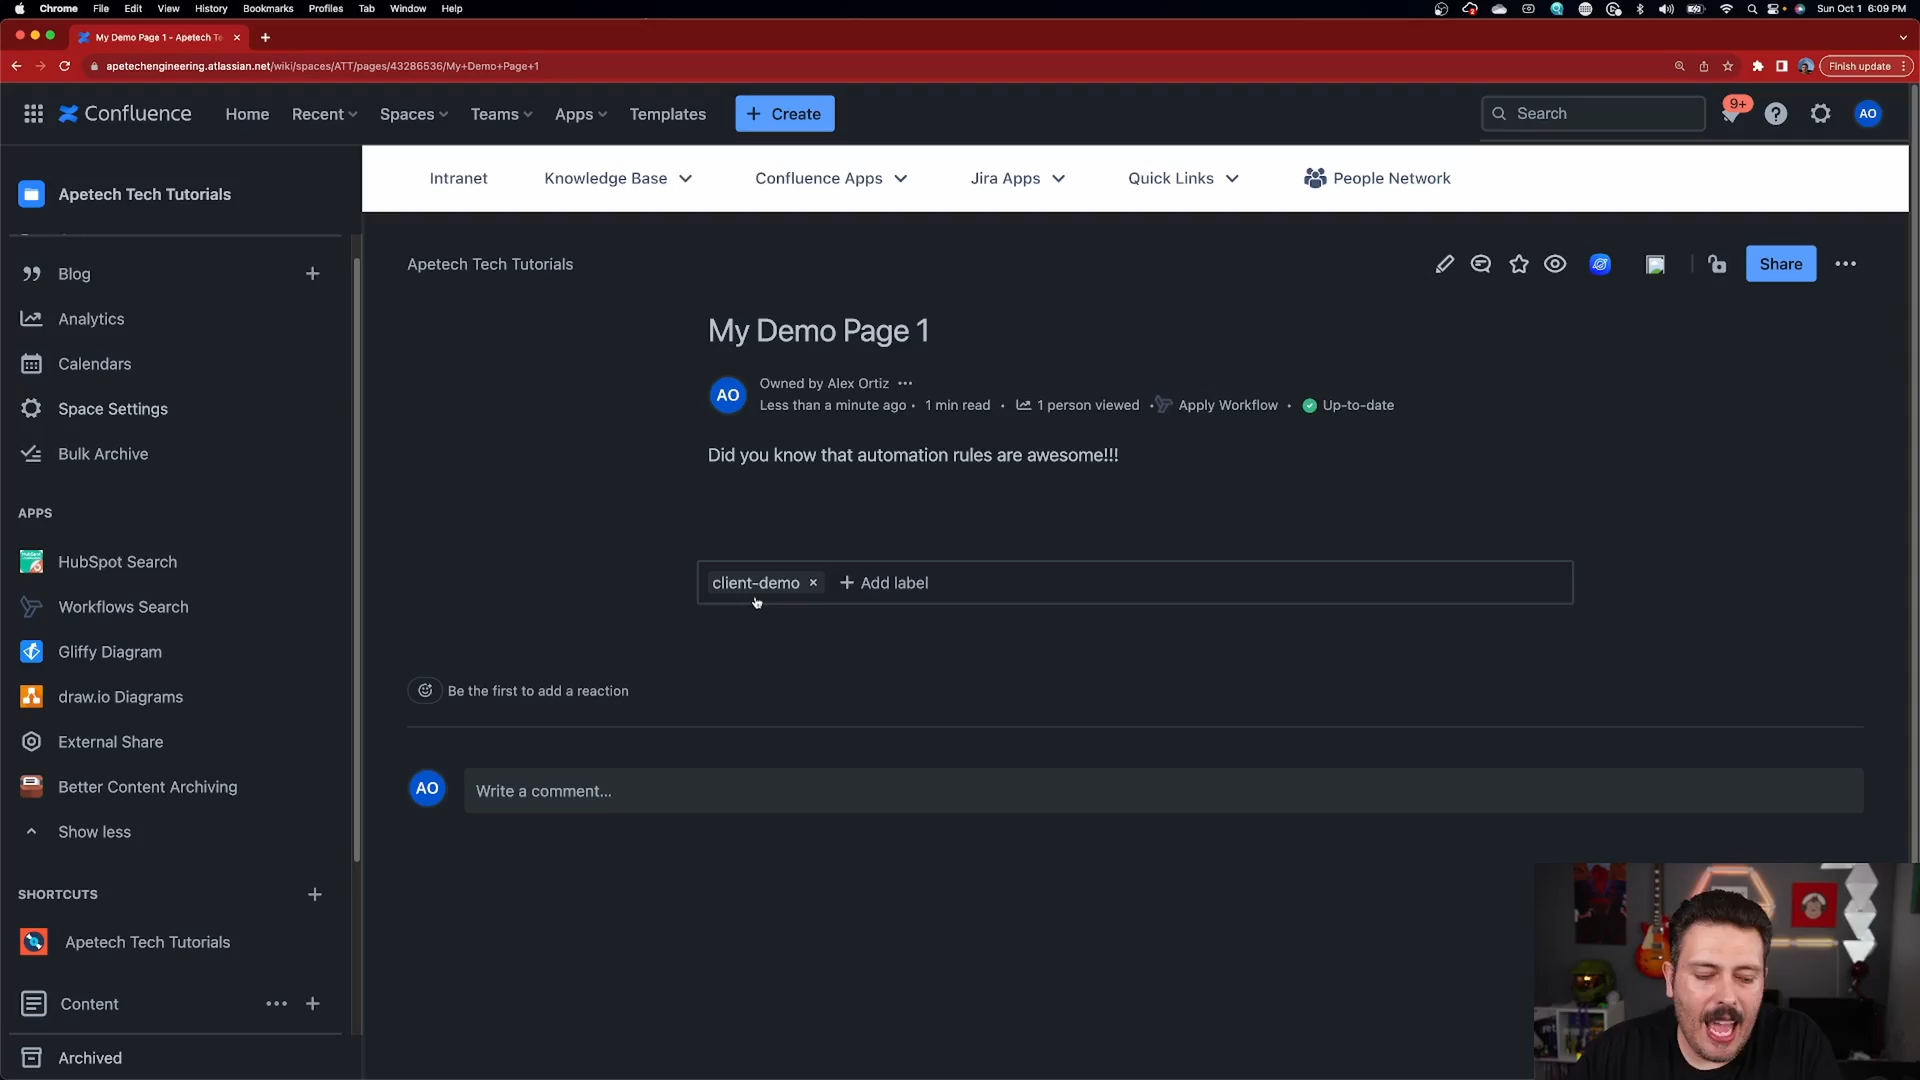 Chrome File Edit View History Bookmarks Profiles Tab Window Help
Sun Oct 1 6:09 PM
My Demo Page 1 - Apetech Te
apetechengineering.atlassian.net/wiki/spaces/ATT/pages/43286536/My+Demo+Page+1
Finish update
Confluence Home Recent Spaces Teams Apps Templates + Create
Search
9+
AO
Apetech Tech Tutorials
Intranet Knowledge Base Confluence Apps Jira Apps Quick Links People Network
Blog
Analytics
Calendars
Space Settings
Bulk Archive
APPS
HubSpot Search
Workflows Search
Gliffy Diagram
draw.io Diagrams
External Share
Better Content Archiving
Show less
SHORTCUTS
Apetech Tech Tutorials
Content
Archived
Apetech Tech Tutorials
Share
My Demo Page 1
AO
Owned by Alex Ortiz
Less than a minute ago • 1 min read • 1 person viewed • Apply Workflow • Up-to-date
Did you know that automation rules are awesome!!!
client-demo × + Add label
Be the first to add a reaction
AO
Write a comment...